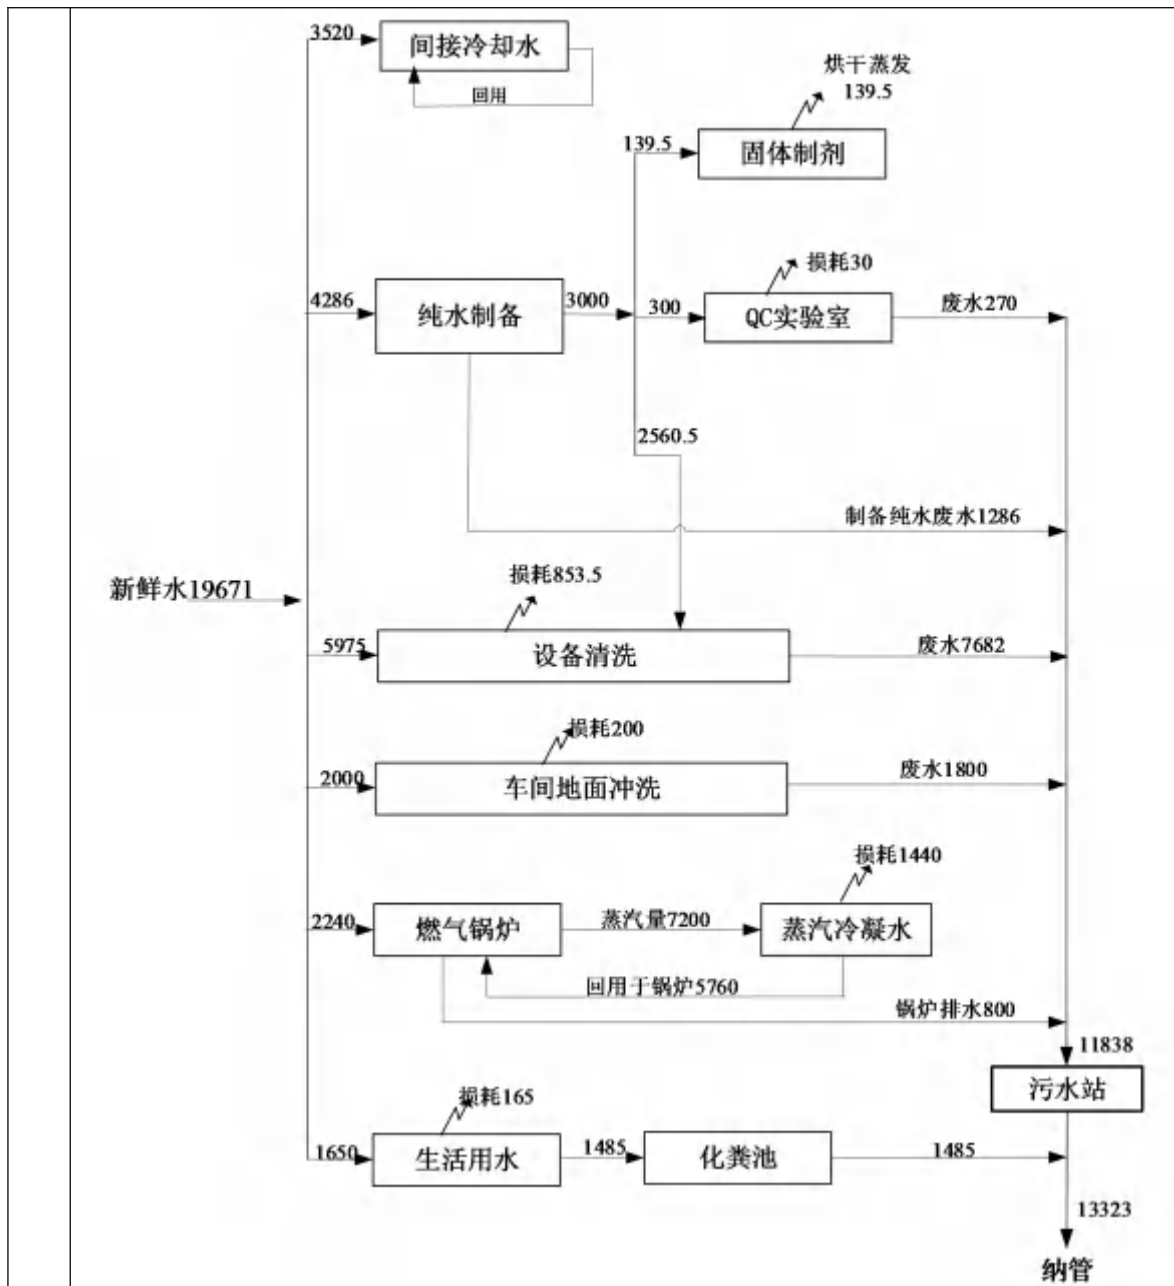 3520
间接冷却水
回用
烘干蒸发
139.5
139.5
固体制剂
损耗30
4286
纯水制备
3000
300
QC实验室
废水270
2560.5
制备纯水废水1286
新鲜水19671
损耗853.5
5975
设备清洗
废水7682
损耗200
2000
车间地面冲洗
废水1800
损耗1440
2240
燃气锅炉
蒸汽量7200
蒸汽冷凝水
回用于锅炉5760
锅炉排水800
11838
污水站
损耗165
1650
生活用水
1485
化粪池
1485
13323
纳管